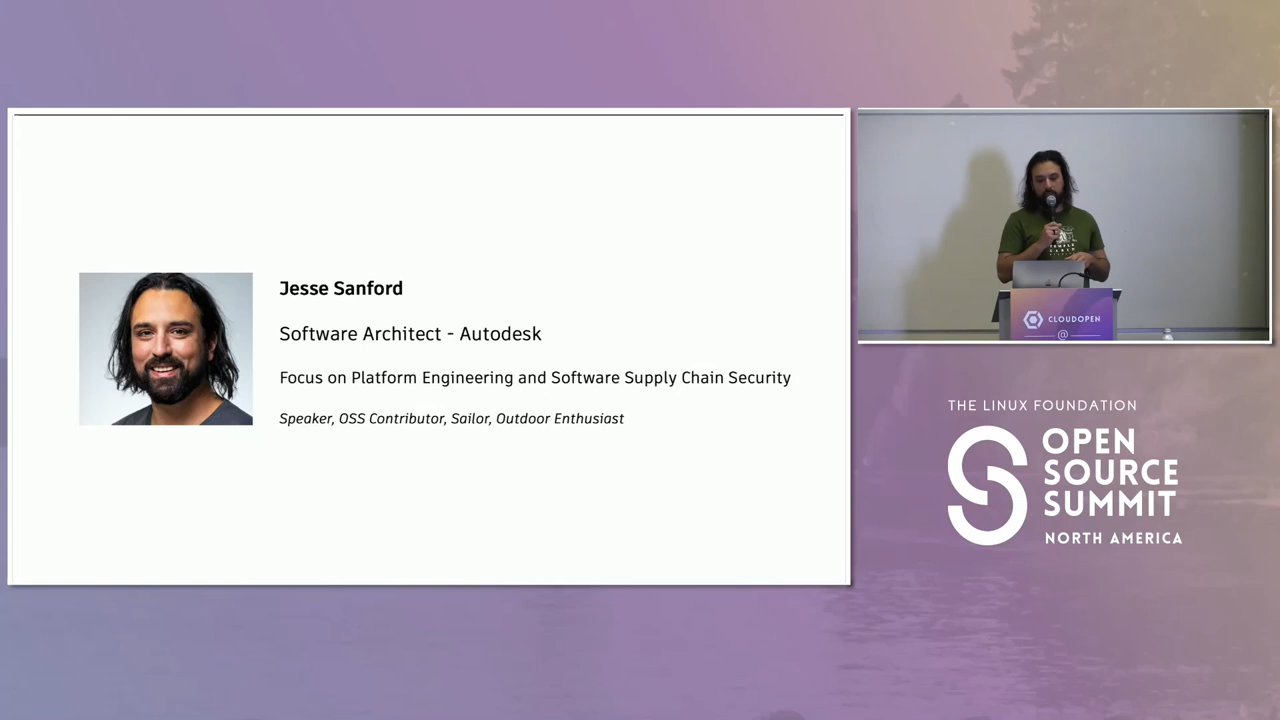 Jesse Sanford
Software Architect - Autodesk
Focus on Platform Engineering and Software Supply Chain Security
Speaker, OSS Contributor, Sailor, Outdoor Enthusiast
CLOUDOPEN
@
THE LINUX FOUNDATION
OPEN
SOURCE
SUMMIT
NORTH AMERICA